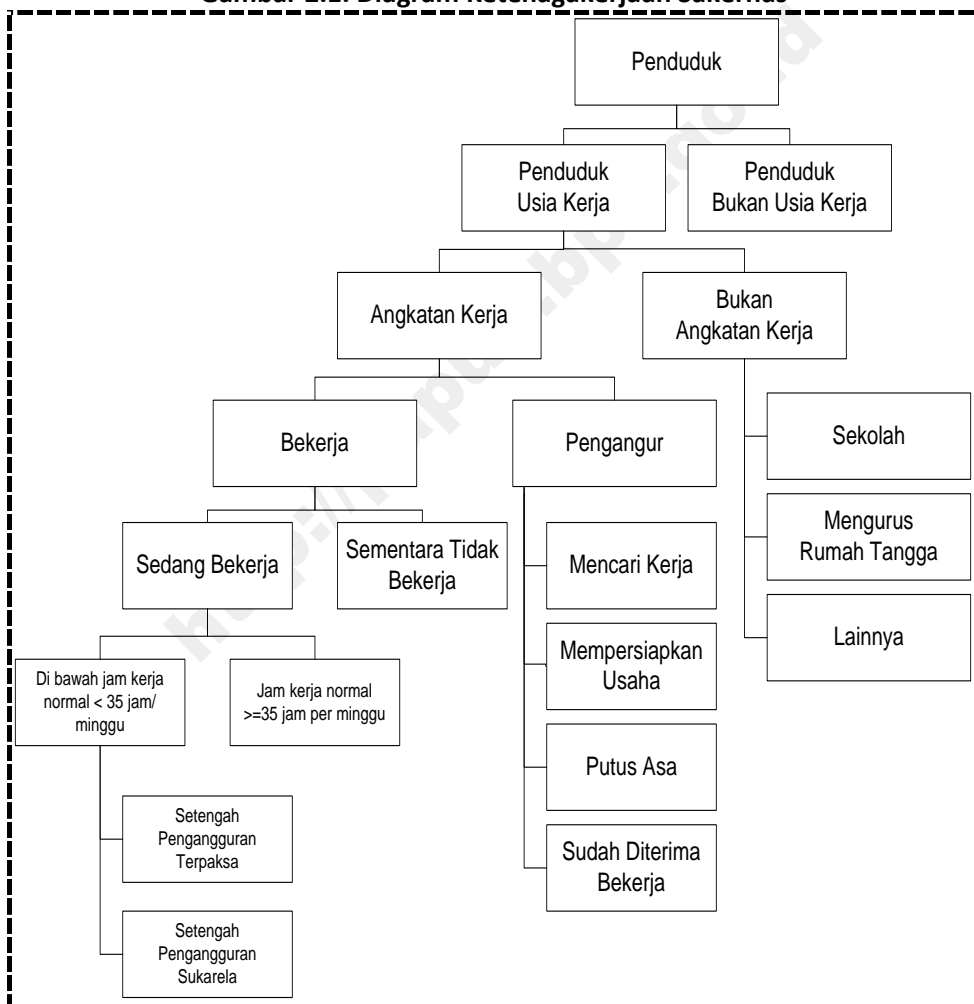 Penduduk
Penduduk
Usia Kerja
Penduduk
Bukan Usia Kerja
Angkatan Kerja
Bukan
Angkatan Kerja
Bekerja
Pengangur
Sekolah
Mengurus
Rumah Tangga
Lainnya
Sedang Bekerja
Sementara Tidak
Bekerja
Mencari Kerja
Mempersiapkan
Usaha
Putus Asa
Sudah Diterima
Bekerja
Di bawah jam kerja
normal < 35 jam/
minggu
Jam kerja normal
>=35 jam per minggu
Setengah
Pengangguran
Terpaksa
Setengah
Pengangguran
Sukarela